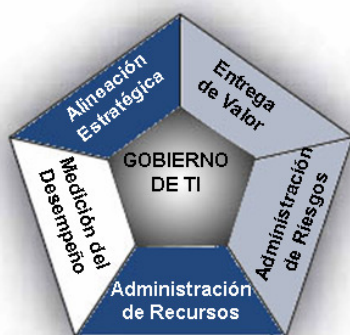 Alineación
Estratégica
Entrega
de Valor
GOBIERNO
DE TI
Medición del
Desempeño
Administración
de Riesgos
Administración
de Recursos